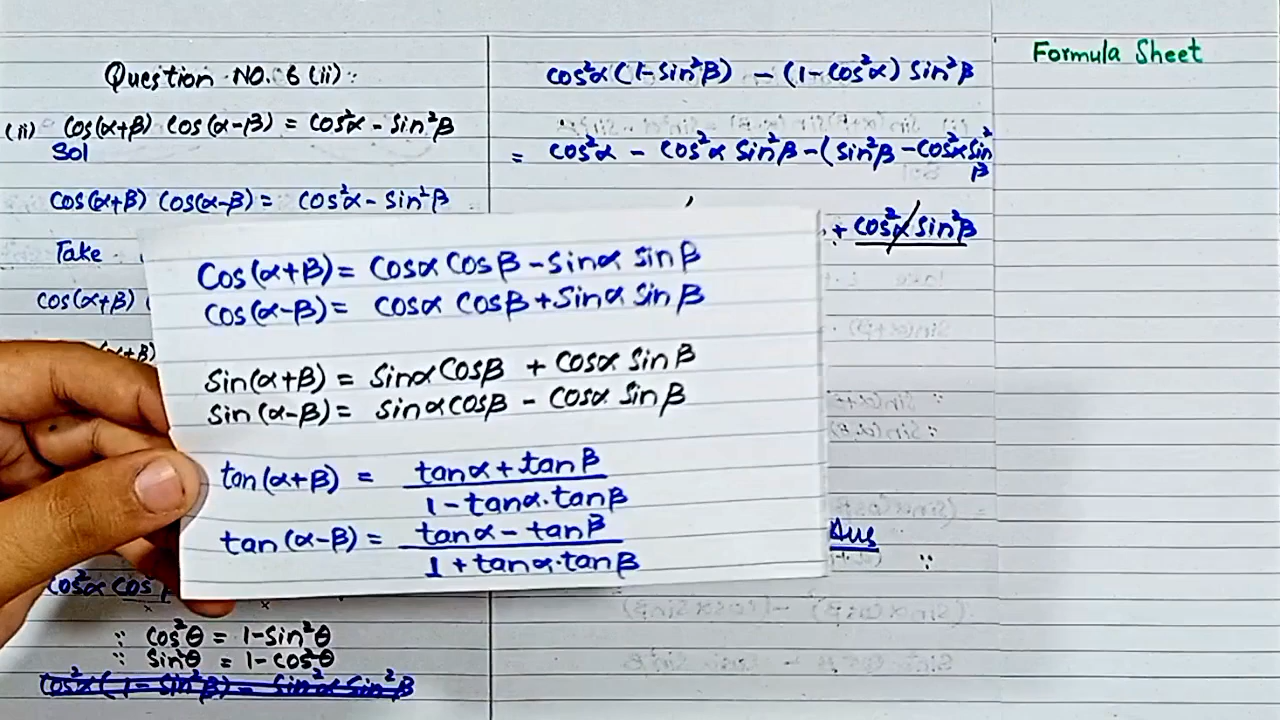 Question No. 6 (ii):
(ii) Cos(α+β) Cos(α-β) = Cos²α - Sin²β
Sol
Cos(α+β) Cos(α-β) = Cos²α - Sin²β
Take
Cos(α+β)
Cos²α Cos
∵ Cos²θ = 1-Sin²θ
∵ Sin²θ = 1-Cos²θ
Cos²α(1-Sin²β) - Sin²α Sin²β
Cos²α(1-Sin²β) - (1-Cos²α) Sin²β
= Cos²α - Cos²α Sin²β - (Sin²β - Cos²α Sin²β
+ Cos²α Sin²β
Ans
Formula Sheet
Cos(α+β) = Cosα Cosβ - Sinα Sinβ
Cos(α-β) = Cosα Cosβ + Sinα Sinβ
Sin(α+β) = Sinα Cosβ + Cosα Sinβ
Sin(α-β) = Sinα Cosβ - Cosα Sinβ
tan(α+β) = tanα + tanβ
1 - tanα.tanβ
tan(α-β) = tanα - tanβ
1 + tanα.tanβ